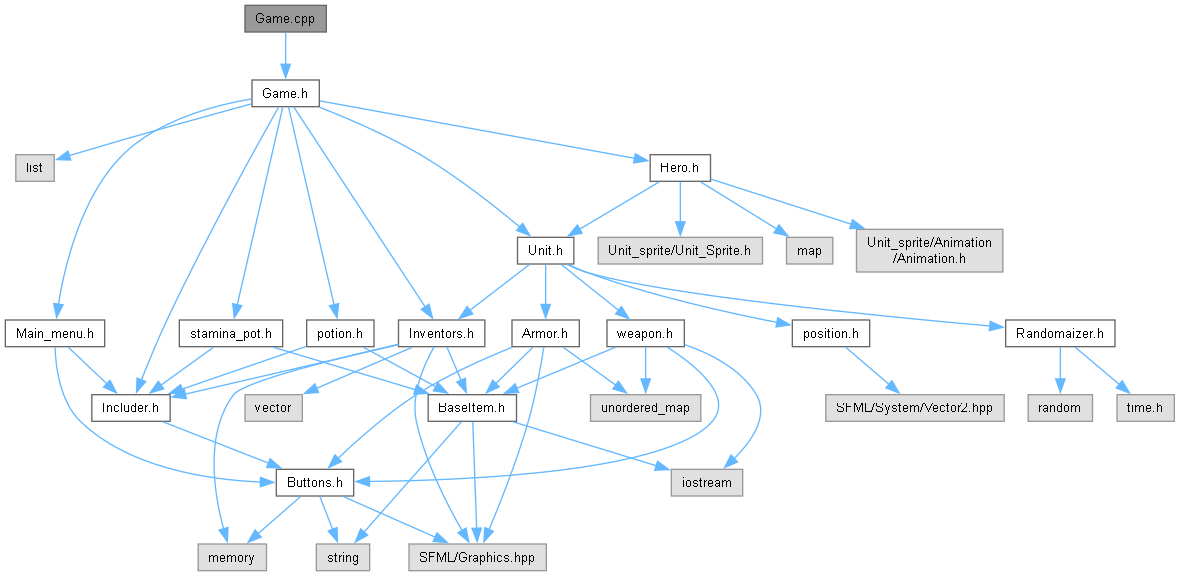 Game.cpp
Game.h
list
Hero.h
Unit.h
Unit_sprite/Unit_Sprite.h
map
Unit_sprite/Animation
/Animation.h
Main_menu.h
stamina_pot.h
potion.h
Inventors.h
Armor.h
weapon.h
position.h
Randomaizer.h
Includer.h
vector
BaseItem.h
unordered_map
SFML/System/Vector2.hpp
random
time.h
Buttons.h
iostream
memory
string
SFML/Graphics.hpp